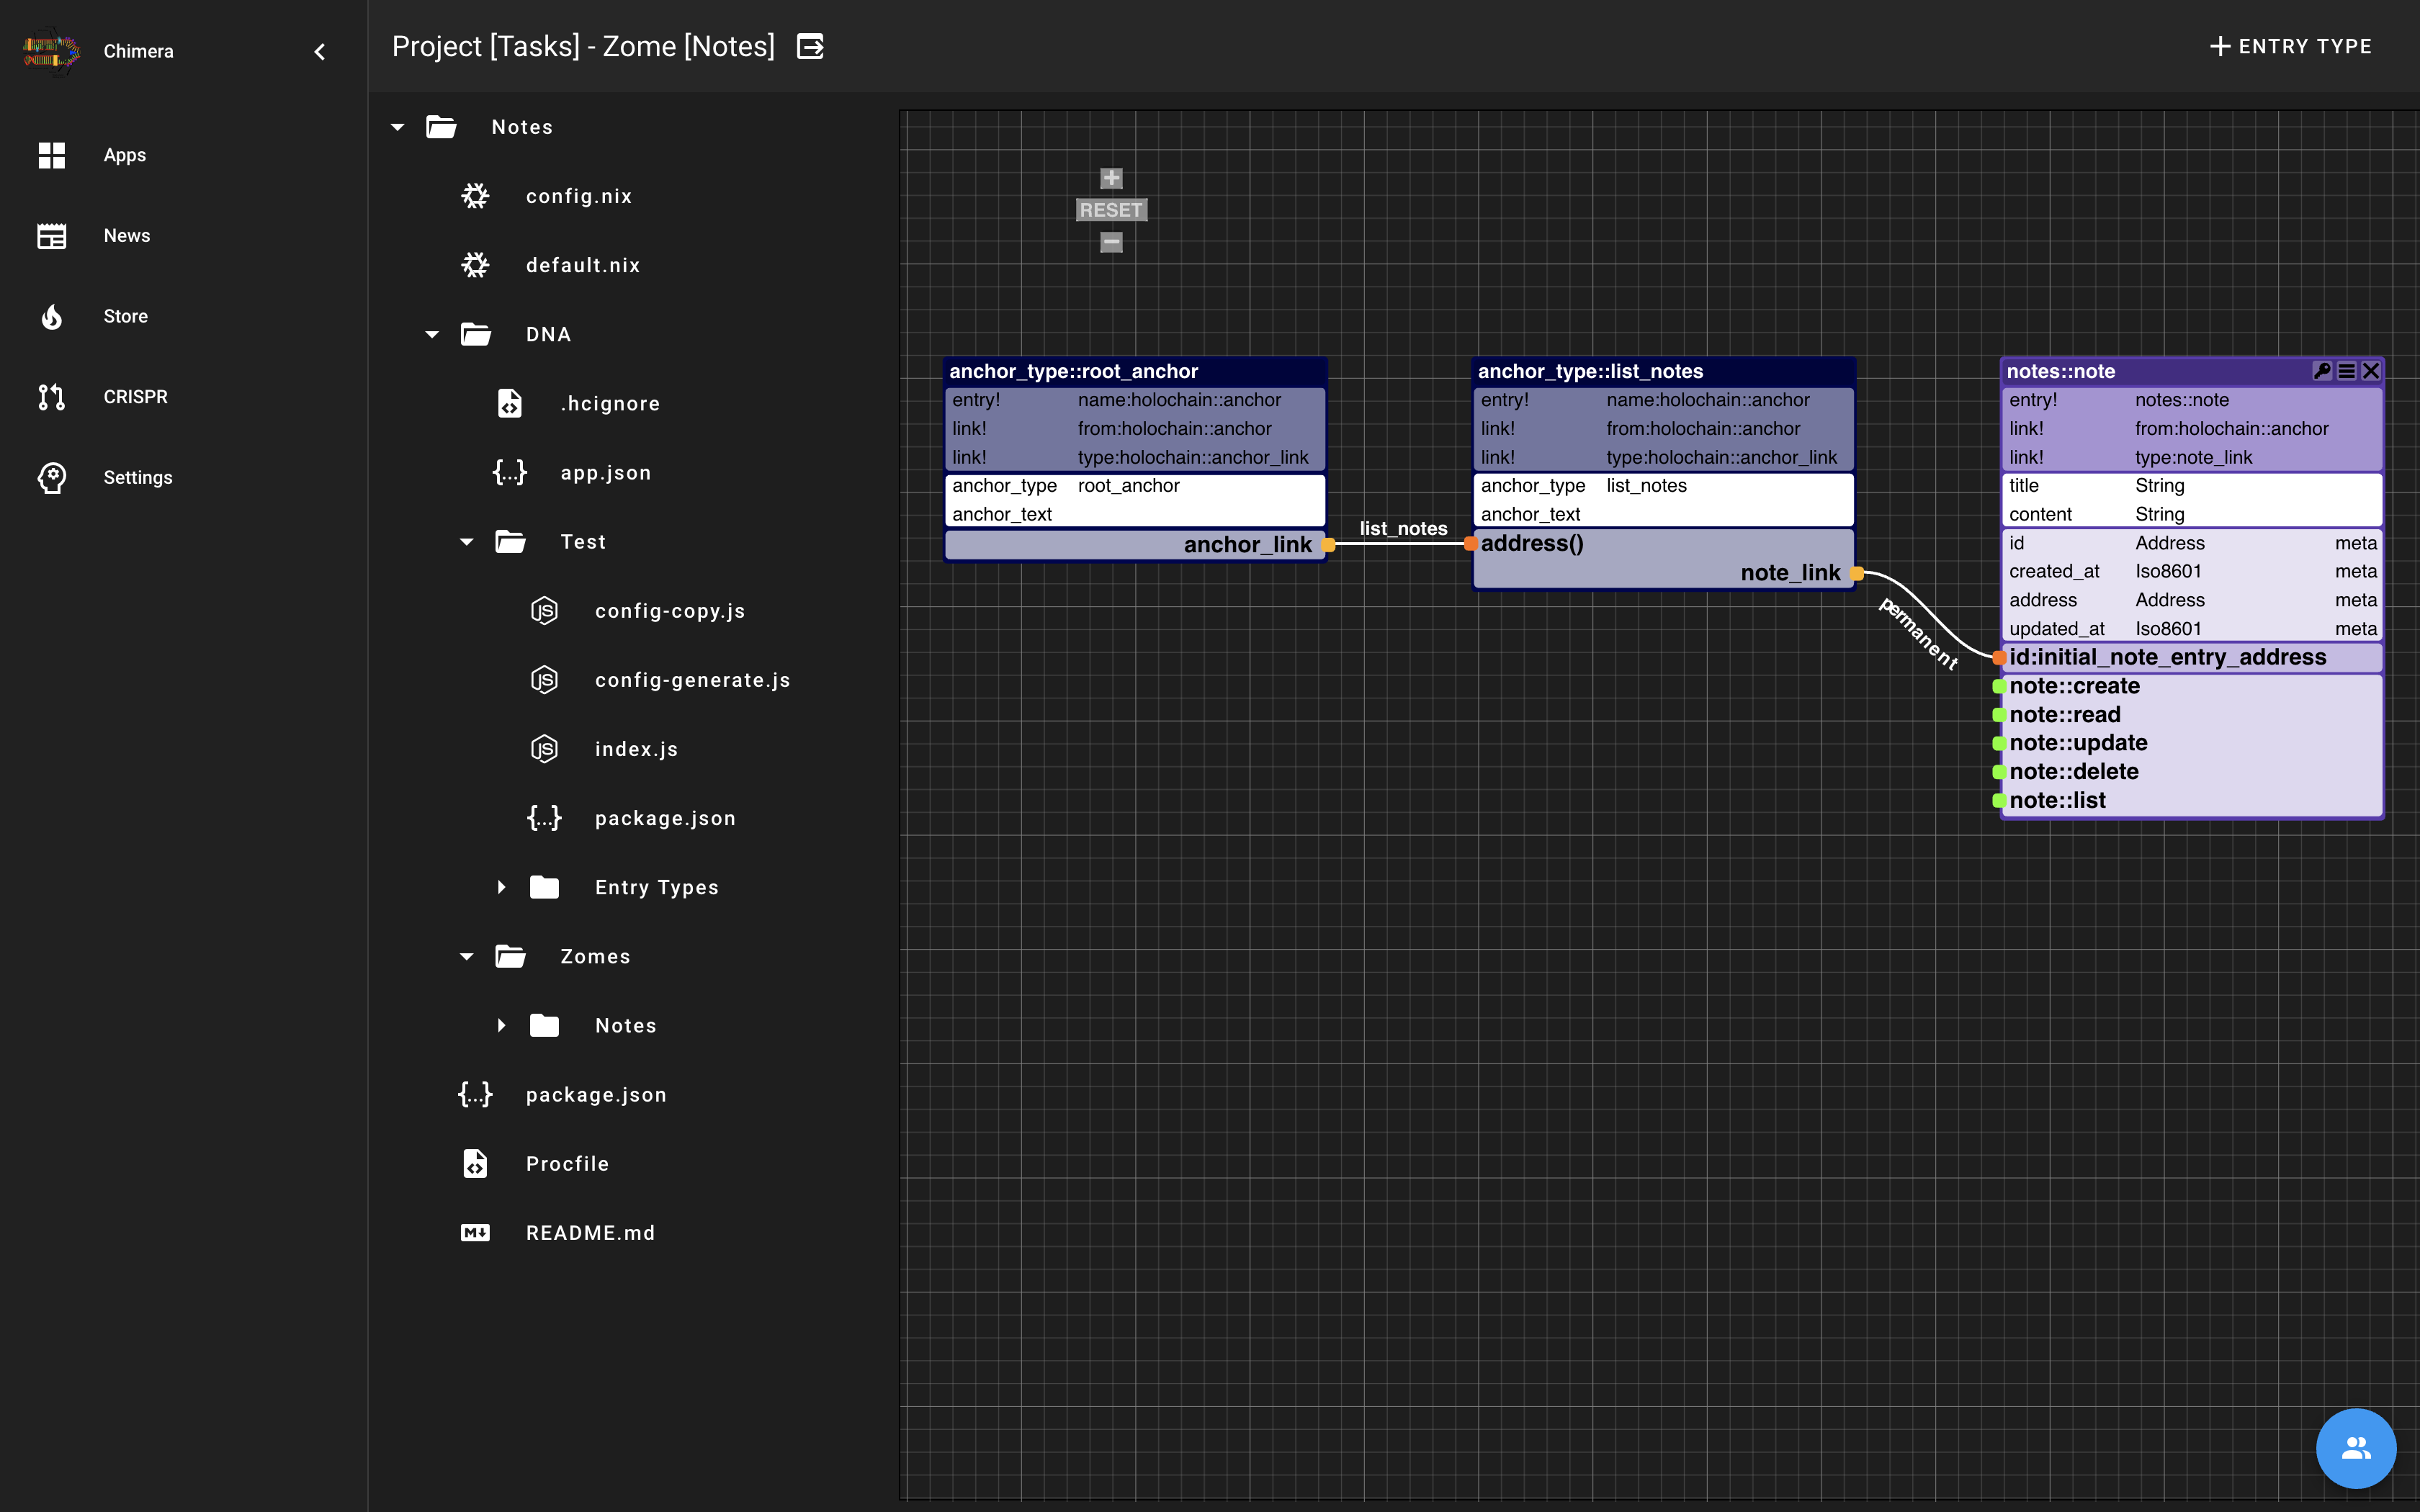 Chimera
Apps
News
Store
CRISPR
Settings
Project [Tasks] - Zome [Notes]
ENTRY TYPE
Notes
config.nix
default.nix
DNA
.hcignore
{...} app.json
Test
JS config-copy.js
JS config-generate.js
JS index.js
{...} package.json
Entry Types
Zomes
Notes
{...} package.json
Procfile
M README.md
+
RESET
−
anchor_type::root_anchor
entry! name:holochain::anchor
link! from:holochain::anchor
link! type:holochain::anchor_link
anchor_type root_anchor
anchor_text
anchor_link
list_notes
anchor_type::list_notes
entry! name:holochain::anchor
link! from:holochain::anchor
link! type:holochain::anchor_link
anchor_type list_notes
anchor_text
address()
note_link
permanent
notes::note
entry! notes::note
link! from:holochain::anchor
link! type:note_link
title String
content String
id Address meta
created_at Iso8601 meta
address Address meta
updated_at Iso8601 meta
id:initial_note_entry_address
note::create
note::read
note::update
note::delete
note::list